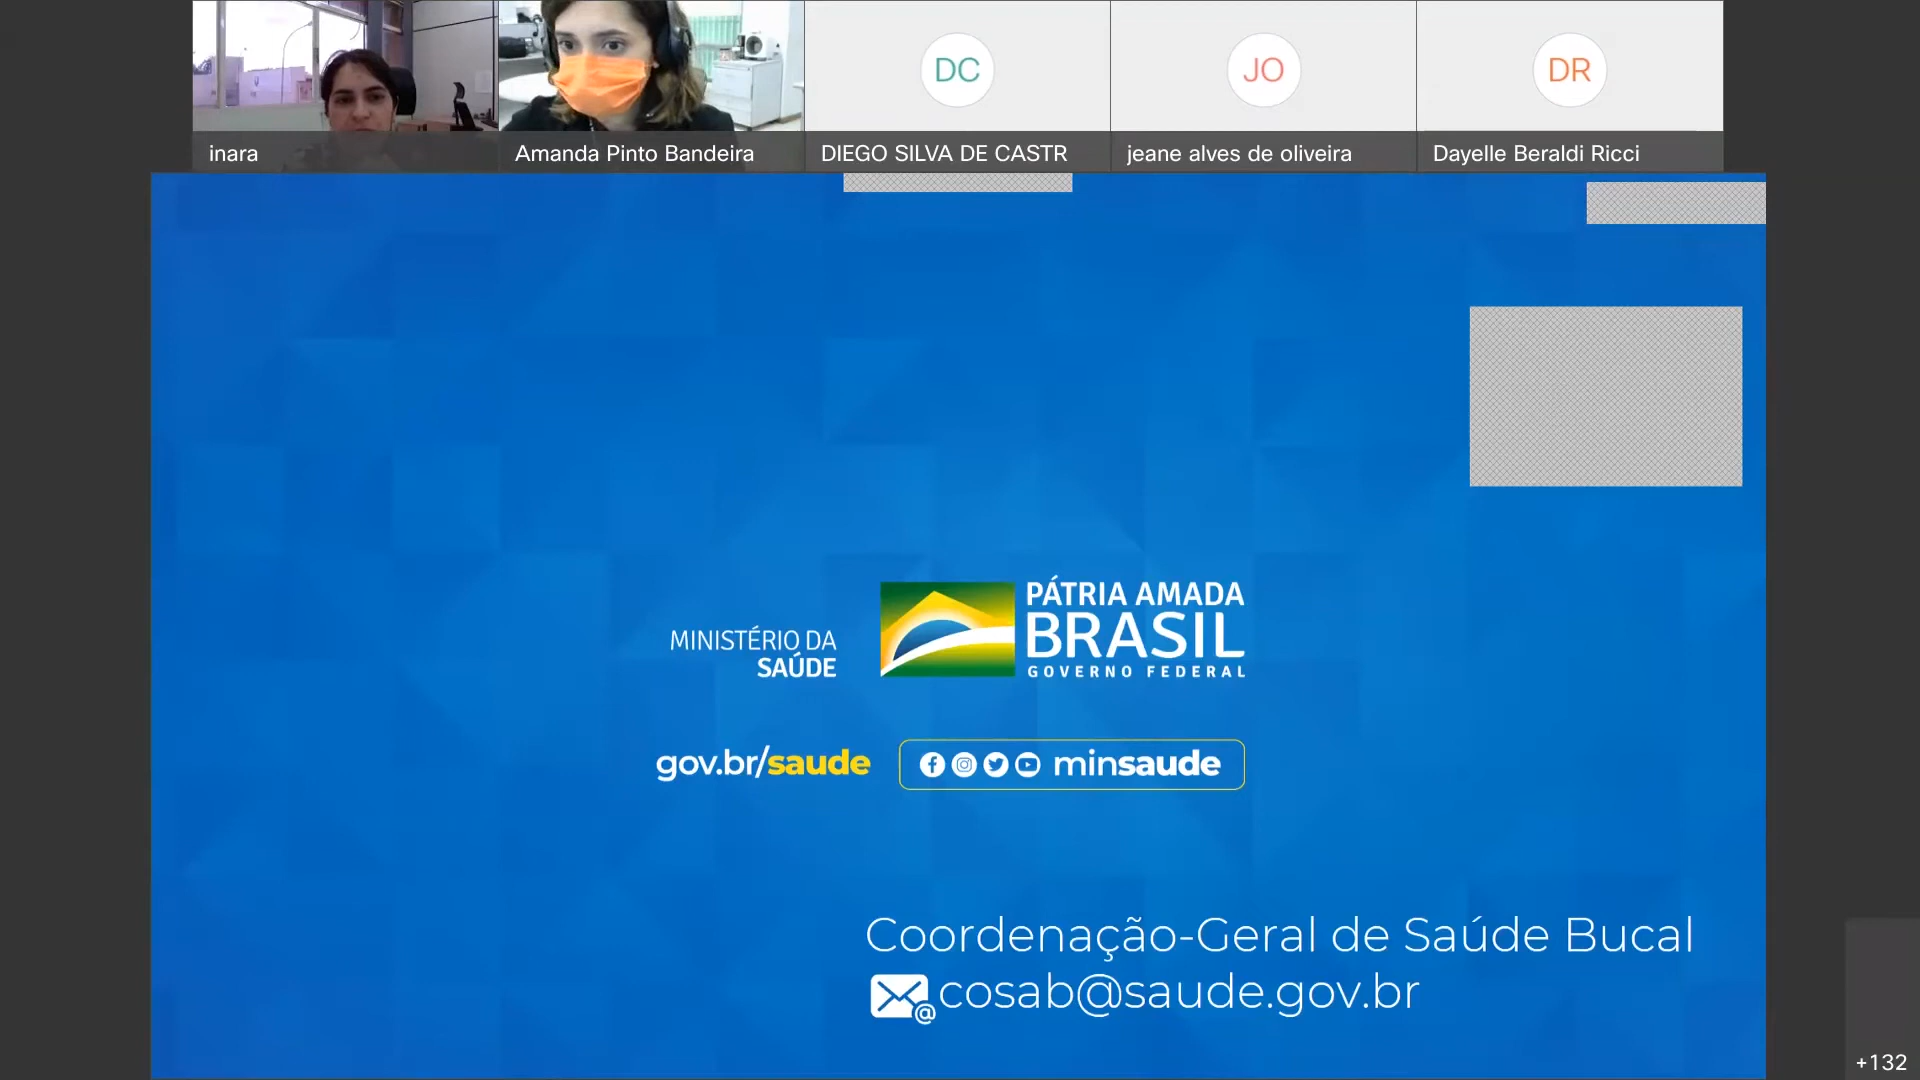 DC
JO
DR
inara
Amanda Pinto Bandeira
DIEGO SILVA DE CASTR
jeane alves de oliveira
Dayelle Beraldi Ricci
MINISTÉRIO DA
SAÚDE
PÁTRIA AMADA
BRASIL
GOVERNO FEDERAL
gov.br/saude
minsaude
Coordenação-Geral de Saúde Bucal
cosab@saude.gov.br
+132